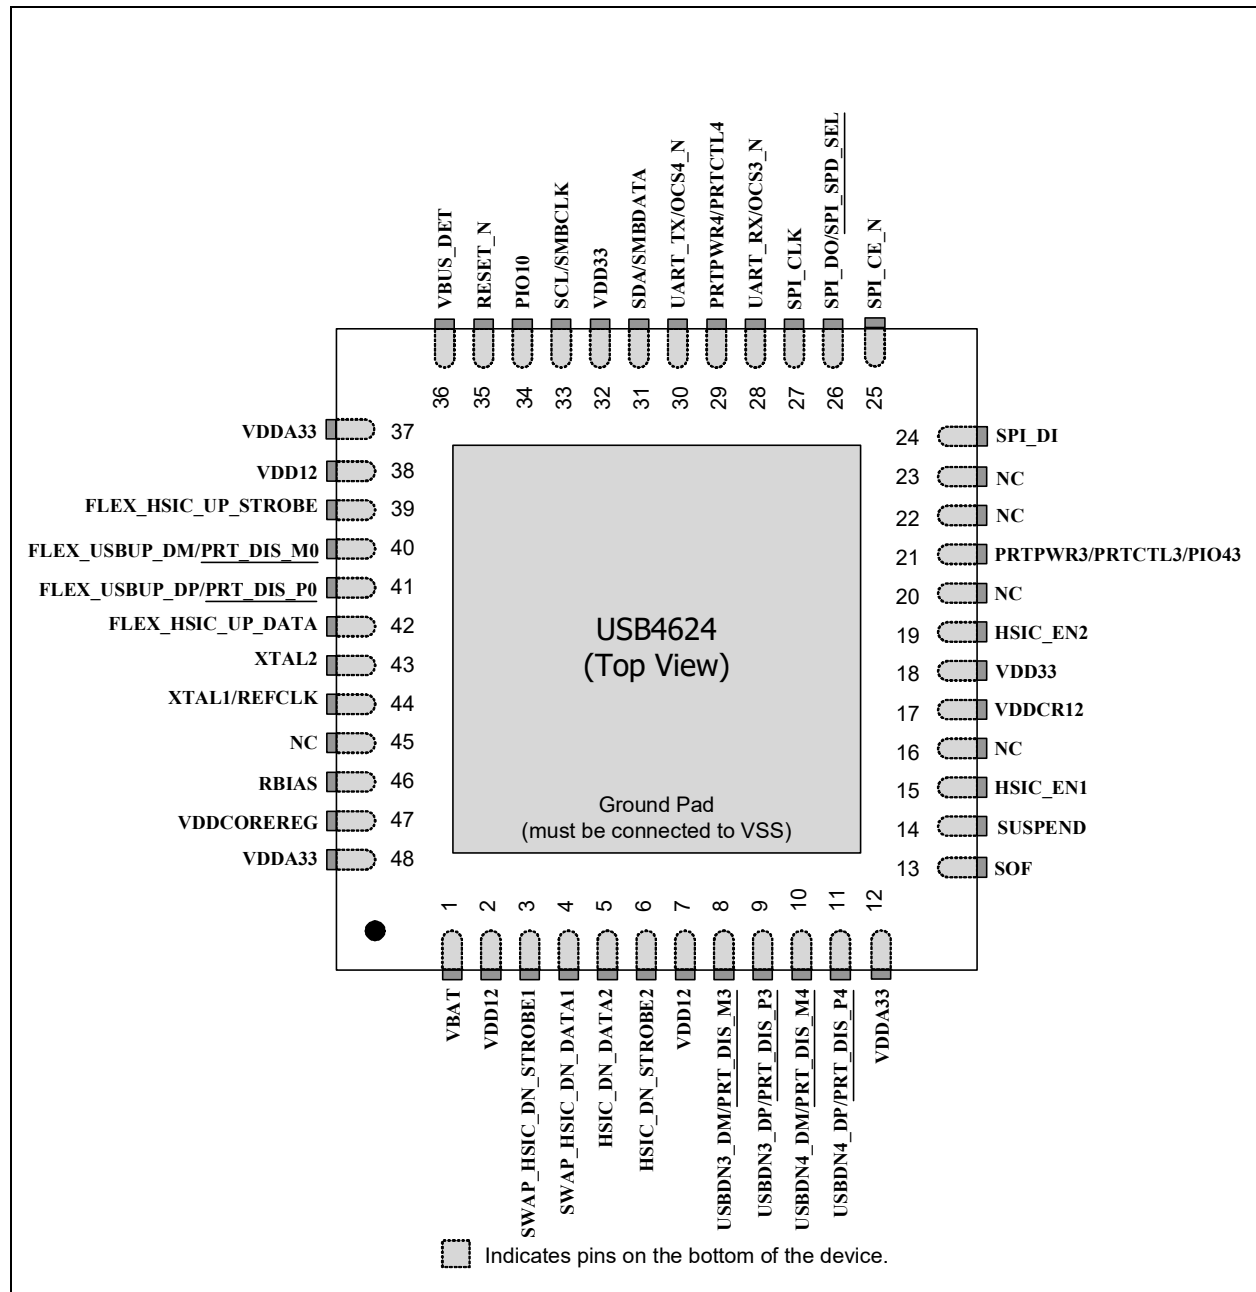 VBUS_DET
RESET_N
PIO10
SCL/SMBCLK
VDD33
SDA/SMBDATA
UART_TX/OCS4_N
PRTPWR4/PRTCTL4
UART_RX/OCS3_N
SPI_CLK
SPI_DO/SPI_SPD_SEL
SPI_CE_N
36
35
34
33
32
31
30
29
28
27
26
25
VDDA33 37
VDD12 38
FLEX_HSIC_UP_STROBE 39
FLEX_USBUP_DM/PRT_DIS_M0 40
FLEX_USBUP_DP/PRT_DIS_P0 41
FLEX_HSIC_UP_DATA 42
XTAL2 43
XTAL1/REFCLK 44
NC 45
RBIAS 46
VDDCOREREG 47
VDDA33 48
USB4624
(Top View)
Ground Pad
(must be connected to VSS)
24 SPI_DI
23 NC
22 NC
21 PRTPWR3/PRTCTL3/PIO43
20 NC
19 HSIC_EN2
18 VDD33
17 VDDCR12
16 NC
15 HSIC_EN1
14 SUSPEND
13 SOF
1
2
3
4
5
6
7
8
9
10
11
12
VBAT
VDD12
SWAP_HSIC_DN_STROBE1
SWAP_HSIC_DN_DATA1
HSIC_DN_DATA2
HSIC_DN_STROBE2
VDD12
USBDN3_DM/PRT_DIS_M3
USBDN3_DP/PRT_DIS_P3
USBDN4_DM/PRT_DIS_M4
USBDN4_DP/PRT_DIS_P4
VDDA33
Indicates pins on the bottom of the device.